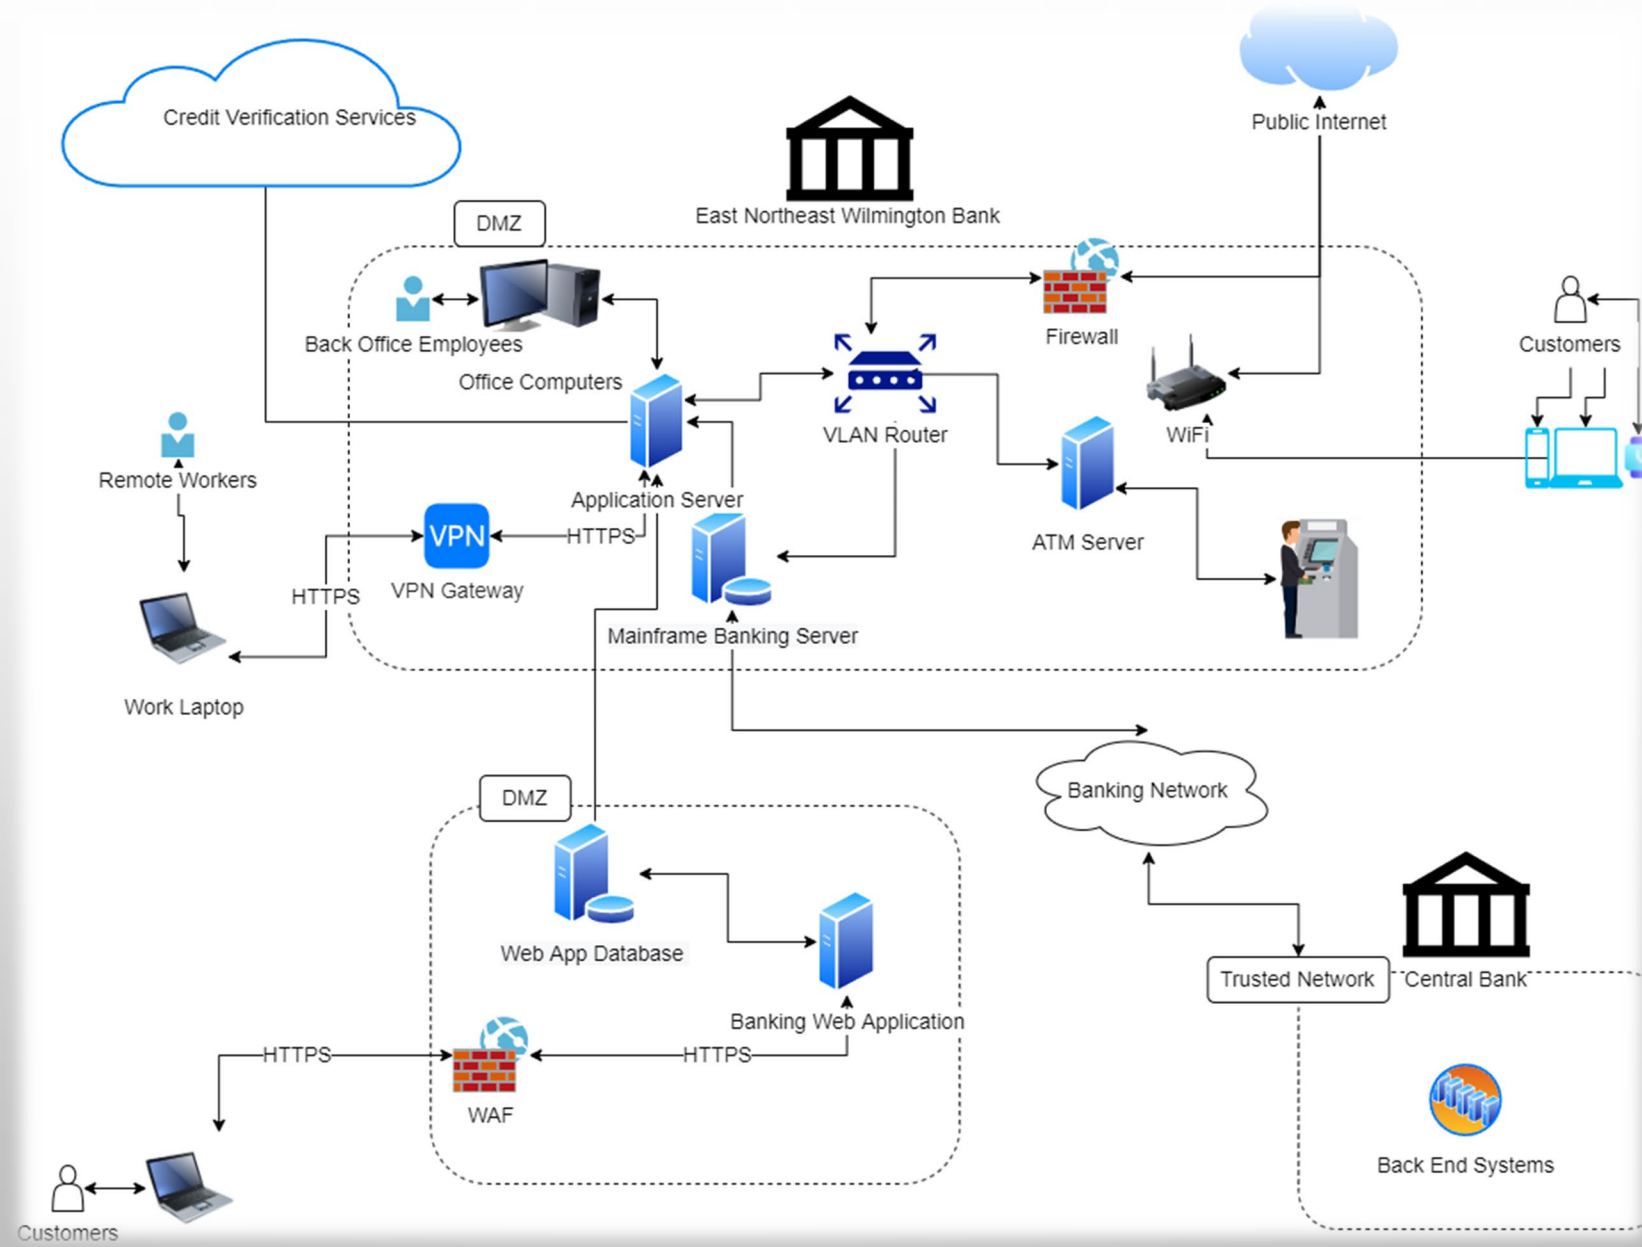 Credit Verification Services
Public Internet
East Northeast Wilmington Bank
DMZ
Firewall
Back Office Employees
Customers
Office Computers
VLAN Router
WiFi
Remote Workers
Application Server
VPN
HTTPS
ATM Server
VPN Gateway
HTTPS
Mainframe Banking Server
Work Laptop
Banking Network
DMZ
Web App Database
Trusted Network
Central Bank
Banking Web Application
HTTPS
HTTPS
WAF
Back End Systems
Customers